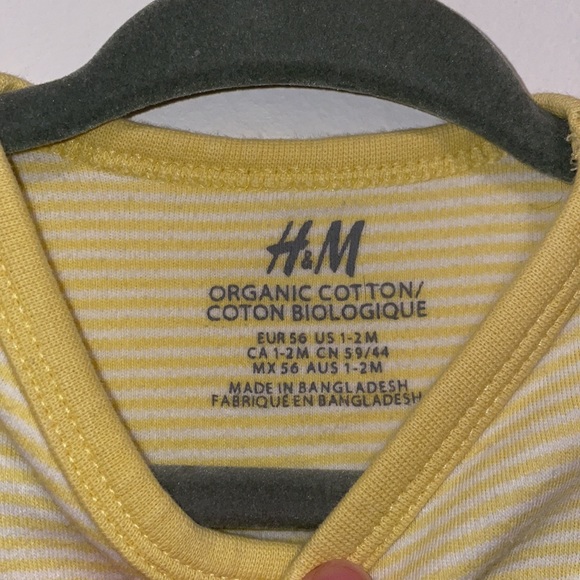 H&M
ORGANIC COTTON/
COTON BIOLOGIQUE
EUR 56 US 1-2M
CA 1-2M CN 59/44
MX 56 AUS 1-2M
MADE IN BANGLADESH
FABRIQUÉ EN BANGLADESH